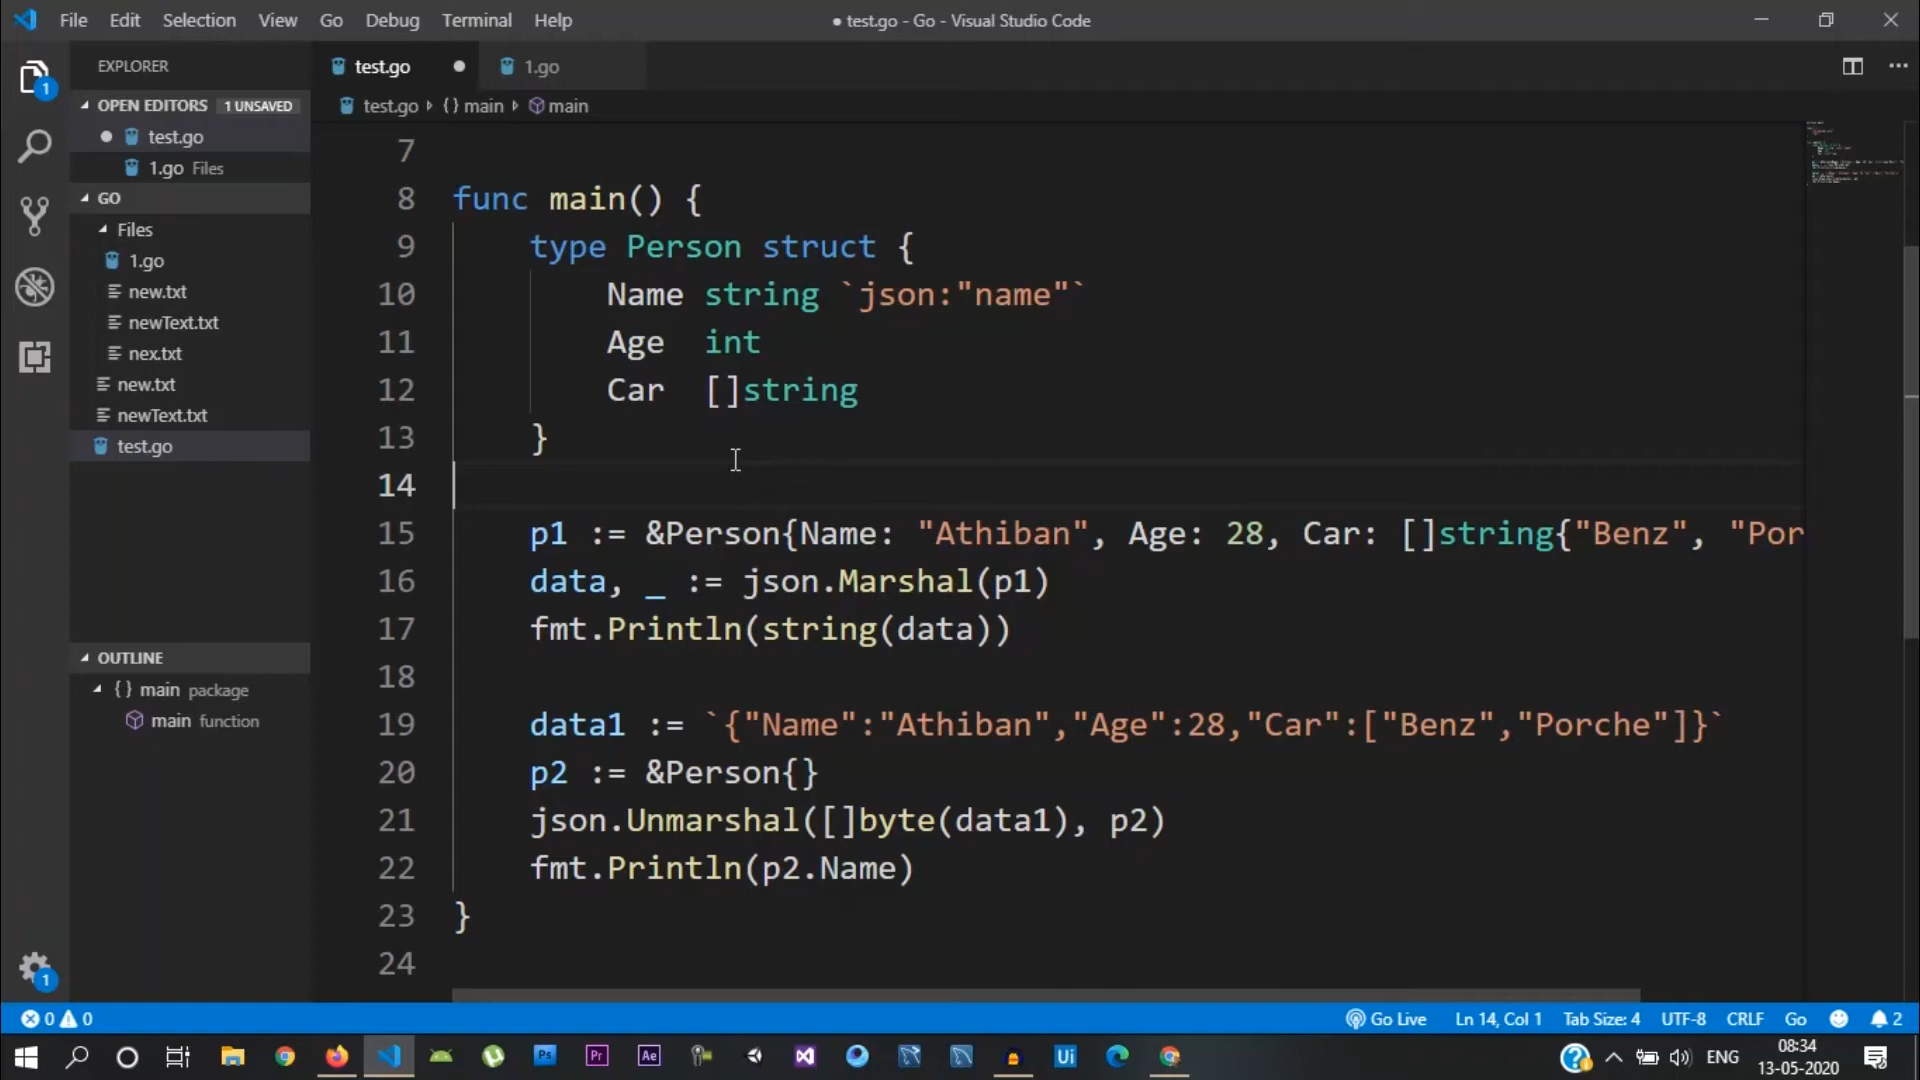 File Edit Selection View Go Debug Terminal Help
● test.go - Go - Visual Studio Code
EXPLORER
test.go
1.go
OPEN EDITORS 1 UNSAVED
test.go
1.go Files
test.go {} main main
GO
Files
1.go
new.txt
newText.txt
nex.txt
new.txt
newText.txt
test.go
OUTLINE
{} main package
main function
7
8 func main() {
9 type Person struct {
10 Name string `json:"name"`
11 Age int
12 Car []string
13 }
14
15 p1 := &Person{Name: "Athiban", Age: 28, Car: []string{"Benz", "Por
16 data, _ := json.Marshal(p1)
17 fmt.Println(string(data))
18
19 data1 := `{"Name":"Athiban","Age":28,"Car":["Benz","Porche"]}`
20 p2 := &Person{}
21 json.Unmarshal([]byte(data1), p2)
22 fmt.Println(p2.Name)
23 }
24
1
1
0 0
Go Live Ln 14, Col 1 Tab Size: 4 UTF-8 CRLF Go 2
Ps Pr Ae Ui
ENG
08:34
13-05-2020